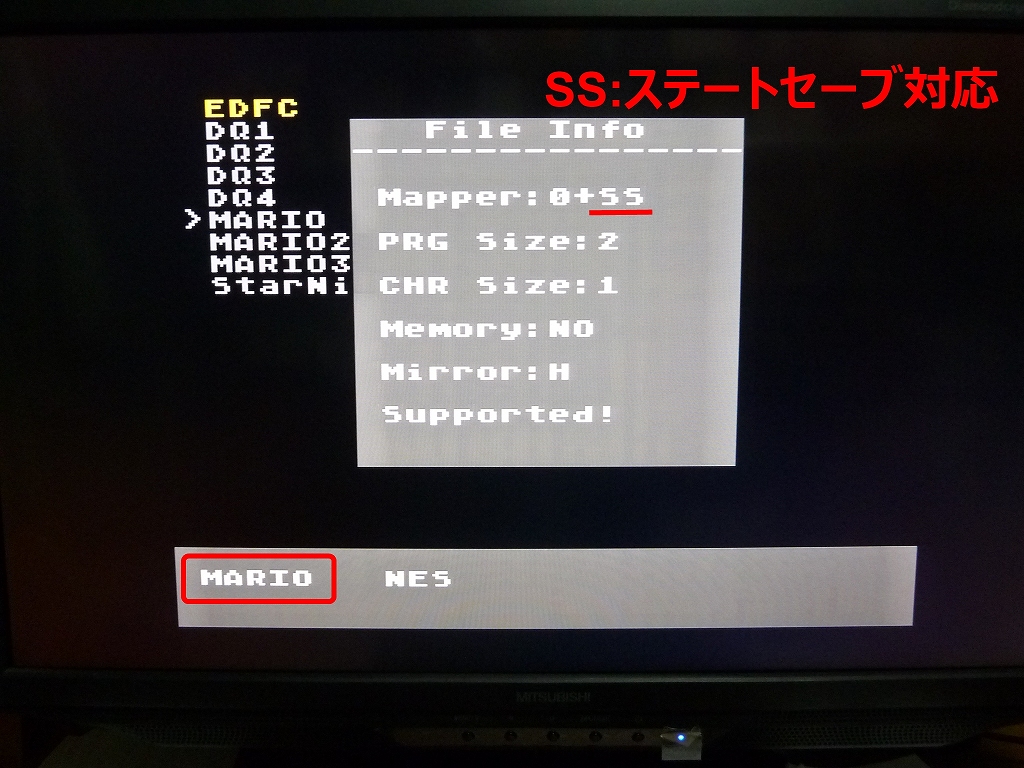 SS:ステートセーブ対応
EDFC
DQ1
DQ2
DQ3
DQ4
>MARIO
MARIO2
MARIO3
StarNi
File Info
Mapper:0+SS
PRG Size:2
CHR Size:1
Memory:NO
Mirror:H
Supported!
MARIO NES
MITSUBISHI